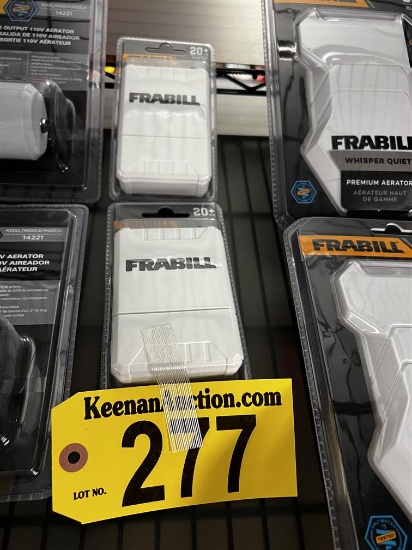 14221
1 OUTPUT 110V AERATOR
SALIDA DE 110V AIREADOR
SORTIE 110V AÉRATEUR
20+
FRABILL
FRABILL
WHISPER QUIET
PREMIUM AERATOR
AÉRATEUR HAUT
DE GAMME
MODEL/MODELO/MODÈLE
14221
AERATOR
AIREADOR
AÉRATEUR
20+
FRABILL
FRABILL
KeenanAuction.com
277
LOT NO.